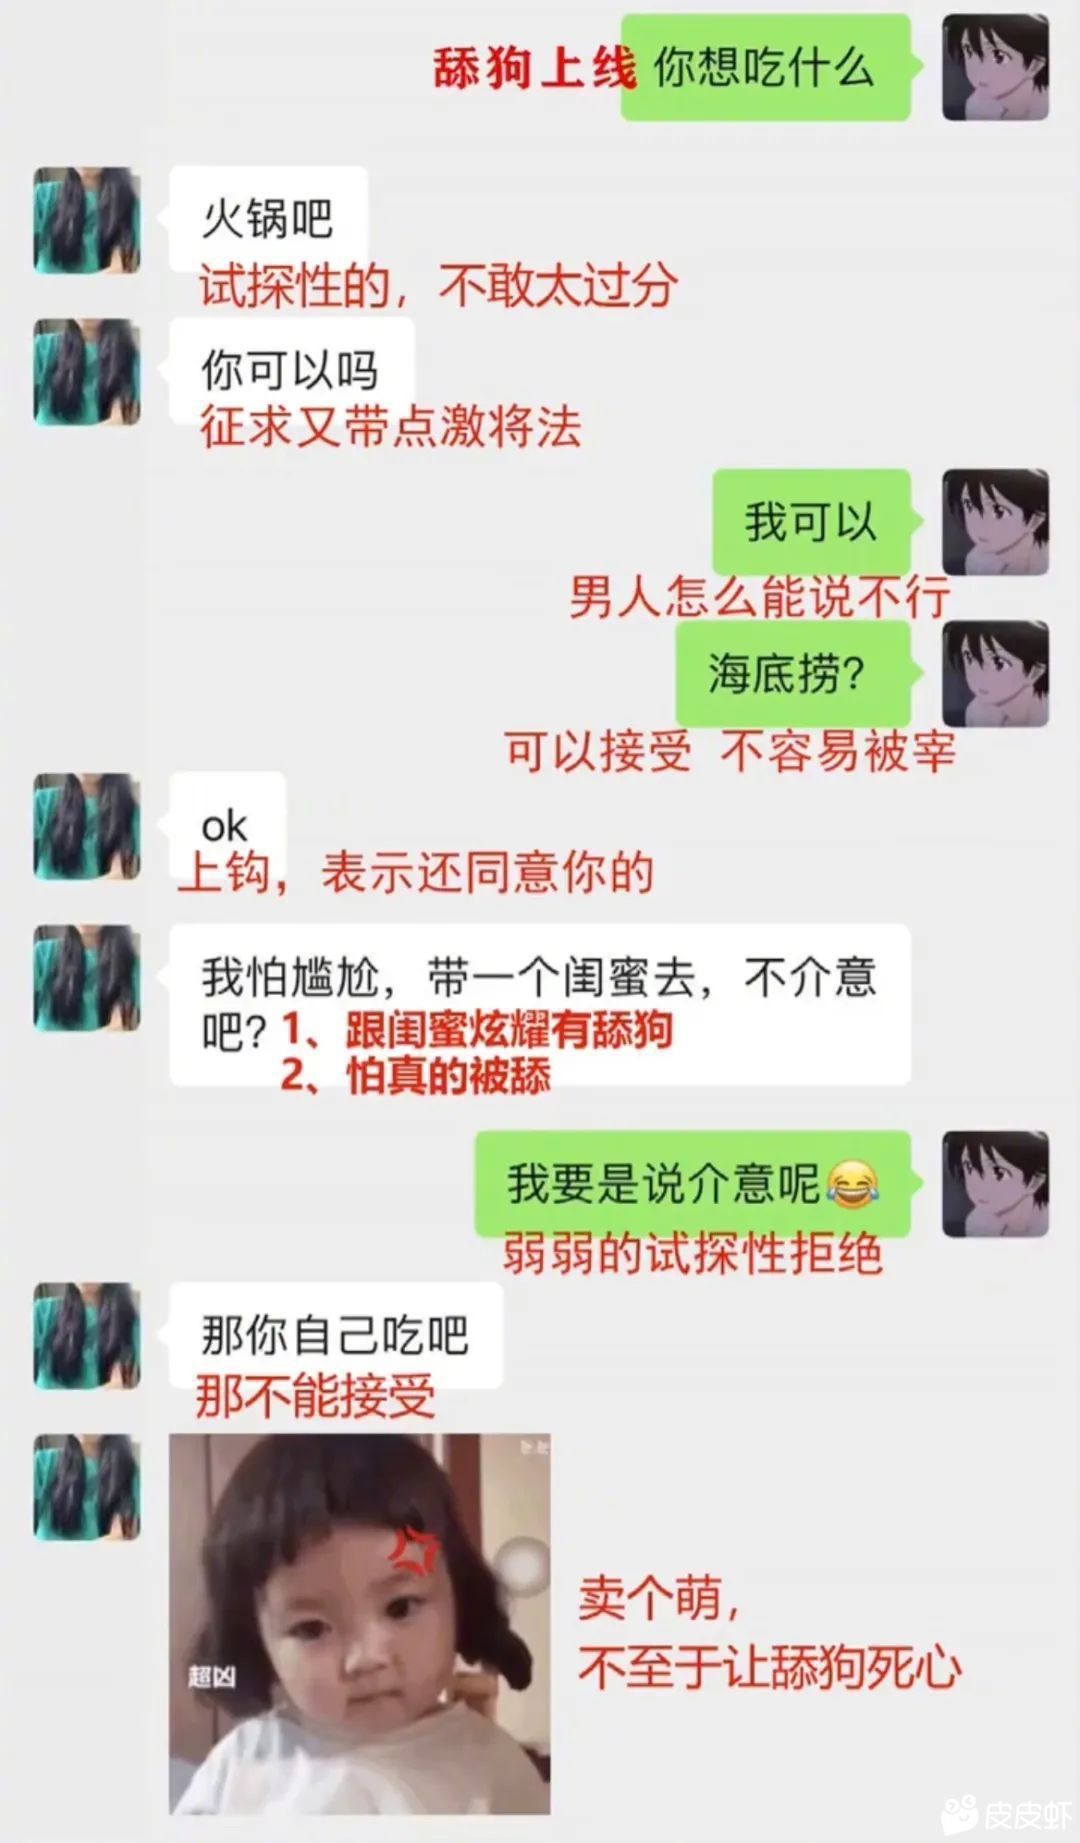 舔狗上线 你想吃什么
火锅吧
试探性的，不敢太过分
你可以吗
征求又带点激将法
我可以
男人怎么能说不行
海底捞？
可以接受 不容易被宰
ok
上钩，表示还同意你的
我怕尴尬，带一个闺蜜去，不介意
吧？
1、跟闺蜜炫耀有舔狗
2、怕真的被舔
我要是说介意呢😂
弱弱的试探性拒绝
那你自己吃吧
那不能接受
卖个萌，
不至于让舔狗死心
超凶
皮皮虾